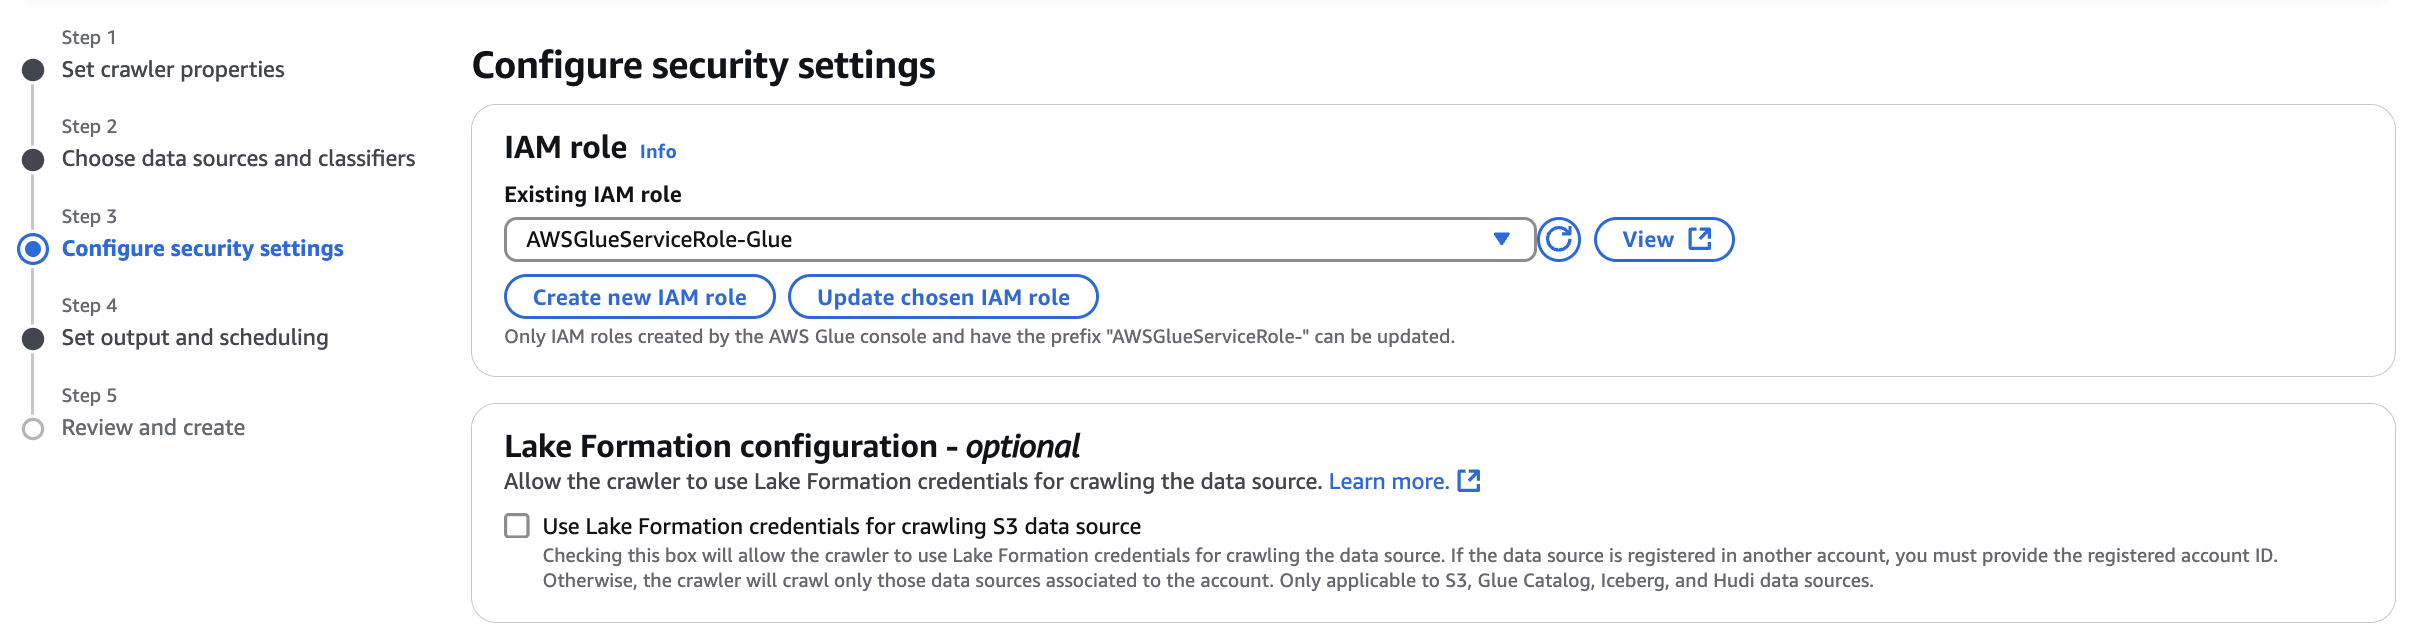 Step 1
Set crawler properties
Step 2
Choose data sources and classifiers
Step 3
Configure security settings
Step 4
Set output and scheduling
Step 5
Review and create
Configure security settings
IAM role Info
Existing IAM role
AWSGlueServiceRole-Glue
View
Create new IAM role
Update chosen IAM role
Only IAM roles created by the AWS Glue console and have the prefix "AWSGlueServiceRole-" can be updated.
Lake Formation configuration - optional
Allow the crawler to use Lake Formation credentials for crawling the data source. Learn more.
Use Lake Formation credentials for crawling S3 data source
Checking this box will allow the crawler to use Lake Formation credentials for crawling the data source. If the data source is registered in another account, you must provide the registered account ID.
Otherwise, the crawler will crawl only those data sources associated to the account. Only applicable to S3, Glue Catalog, Iceberg, and Hudi data sources.